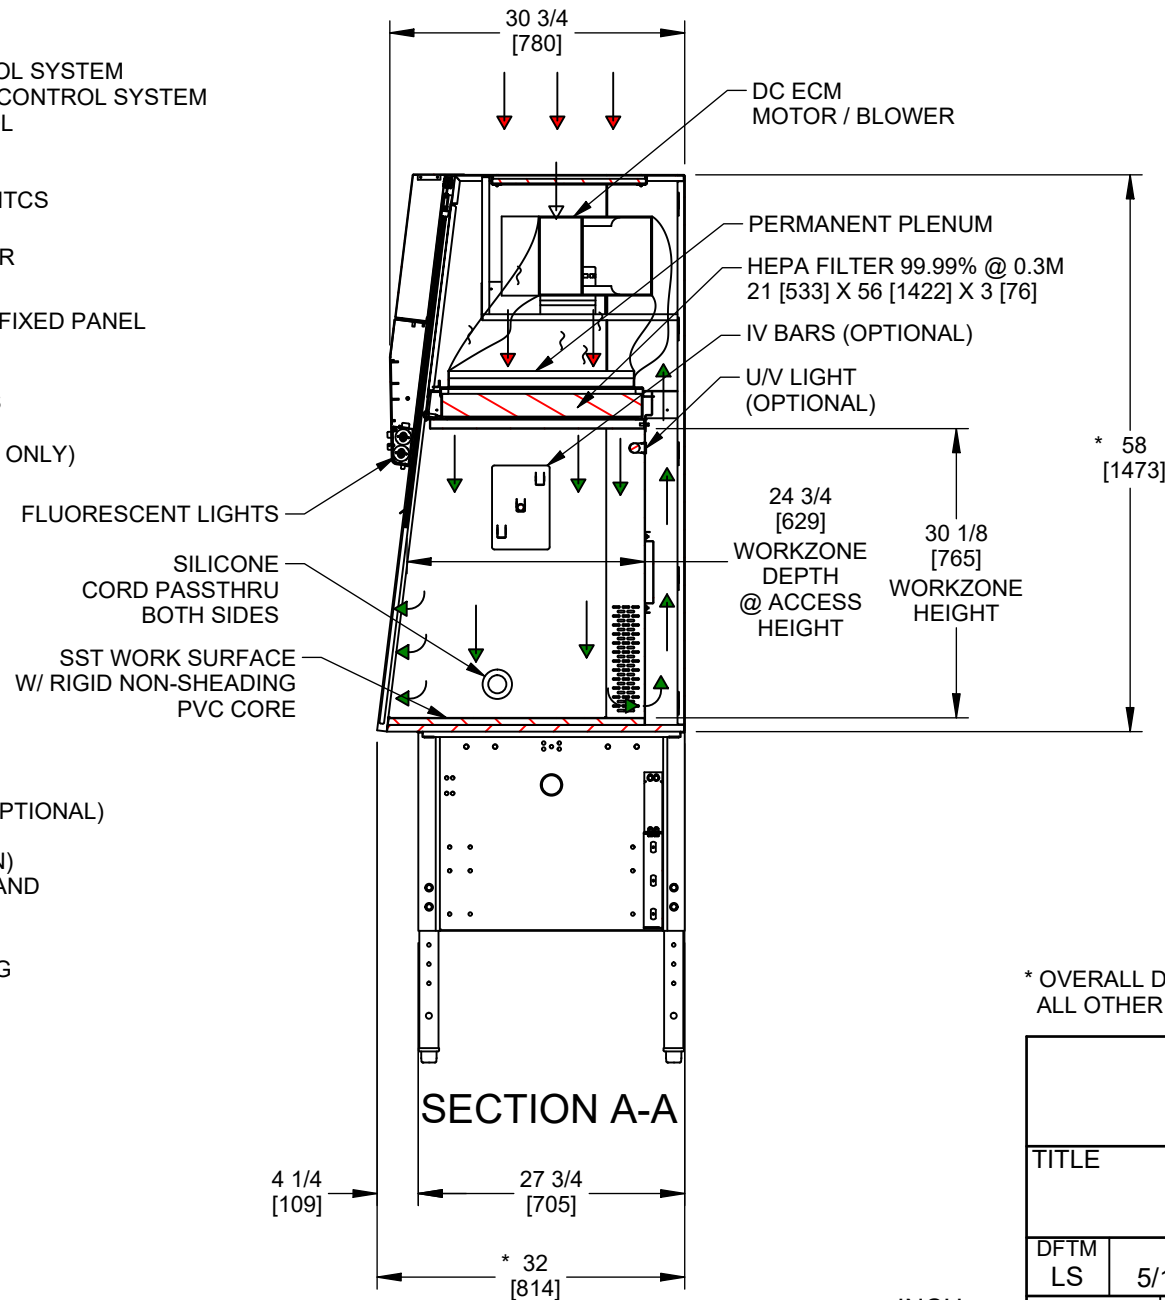 30 3/4
[780]
OL SYSTEM
CONTROL SYSTEM
L
ITCS
R
FIXED PANEL
S
ONLY)
DC ECM
MOTOR / BLOWER
PERMANENT PLENUM
HEPA FILTER 99.99% @ 0.3M
21 [533] X 56 [1422] X 3 [76]
IV BARS (OPTIONAL)
U/V LIGHT
(OPTIONAL)
* 58
[1473]
24 3/4
[629]
WORKZONE
DEPTH
@ ACCESS
HEIGHT
30 1/8
[765]
WORKZONE
HEIGHT
FLUORESCENT LIGHTS
SILICONE
CORD PASSTHRU
BOTH SIDES
SST WORK SURFACE
W/ RIGID NON-SHEADING
PVC CORE
PTIONAL)
N)
AND
G
SECTION A-A
4 1/4
[109]
27 3/4
[705]
* 32
[814]
* OVERALL D
ALL OTHER
TITLE
DFTM
LS
5/1